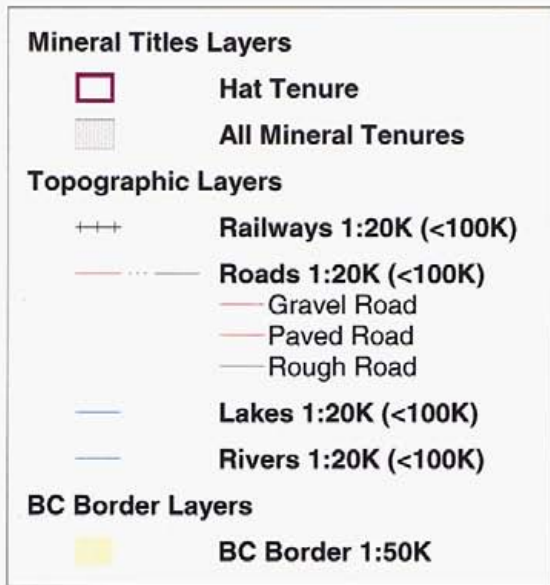 Mineral Titles Layers
Hat Tenure
All Mineral Tenures
Topographic Layers
Railways 1:20K (<100K)
Roads 1:20K (<100K)
Gravel Road
Paved Road
Rough Road
Lakes 1:20K (<100K)
Rivers 1:20K (<100K)
BC Border Layers
BC Border 1:50K